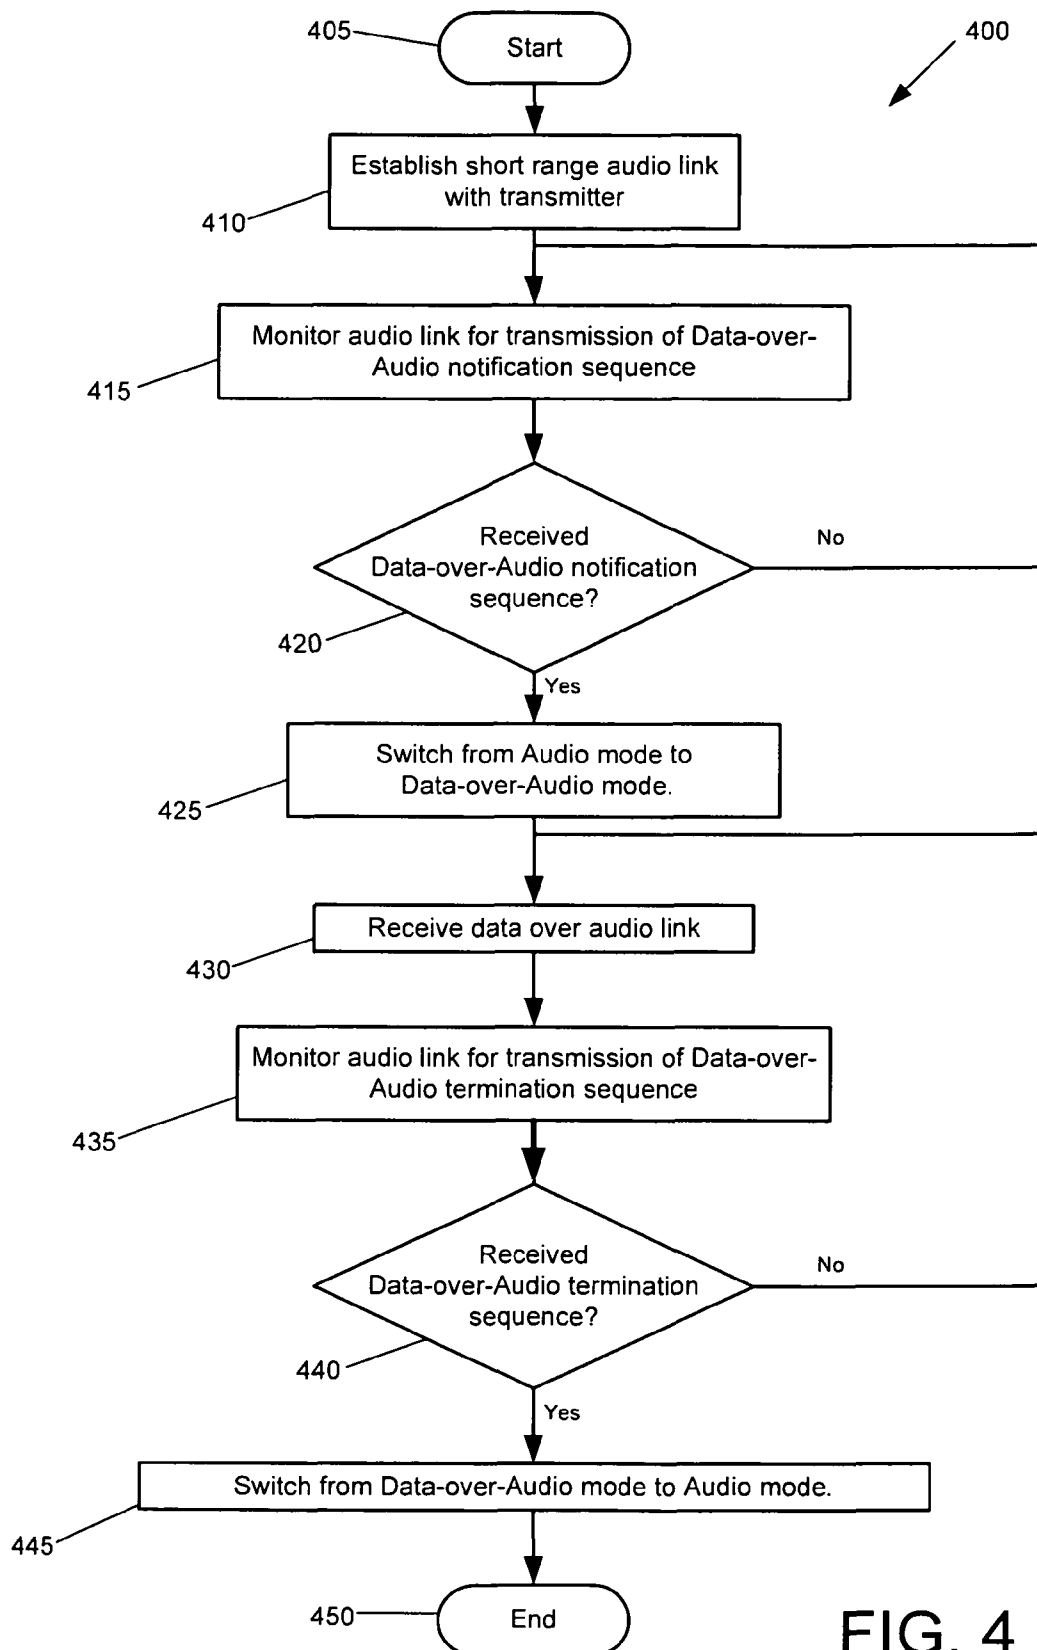 405
Start
400
Establish short range audio link
with transmitter
410
Monitor audio link for transmission of Data-over-
Audio notification sequence
415
Received
Data-over-Audio notification
sequence?
No
420
Yes
Switch from Audio mode to
Data-over-Audio mode.
425
Receive data over audio link
430
Monitor audio link for transmission of Data-over-
Audio termination sequence
435
Received
Data-over-Audio termination
sequence?
No
440
Yes
Switch from Data-over-Audio mode to Audio mode.
445
450
End
FIG. 4